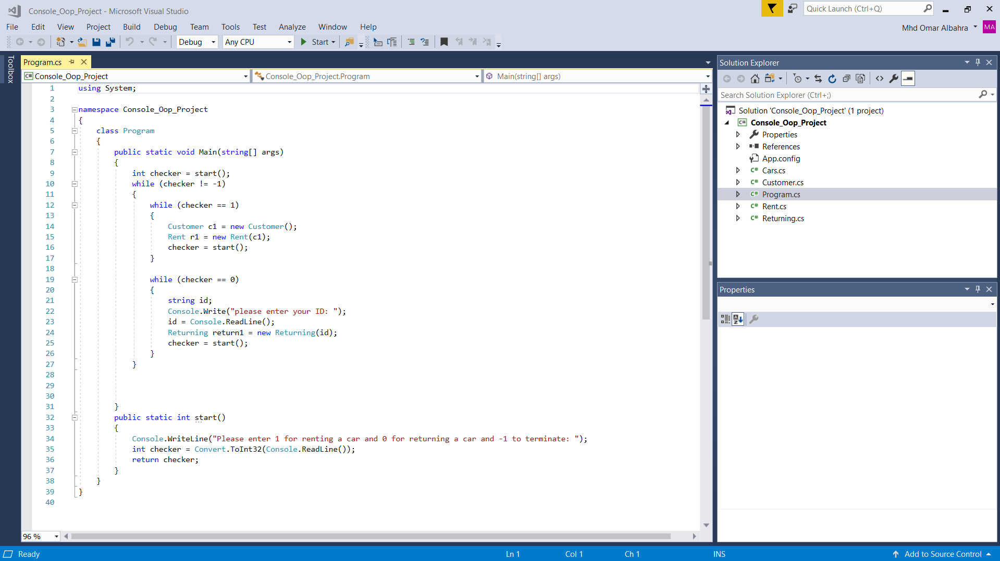 Console_Oop_Project - Microsoft Visual Studio
Quick Launch (Ctrl+Q)
File Edit View Project Build Debug Team Tools Test Analyze Window Help
Mhd Omar Albahra MA
Debug Any CPU Start
Toolbox
Program.cs
Console_Oop_Project Console_Oop_Project.Program Main(string[] args)
1 using System;
2
3 namespace Console_Oop_Project
4 {
5 class Program
6 {
7 public static void Main(string[] args)
8 {
9 int checker = start();
10 while (checker != -1)
11 {
12 while (checker == 1)
13 {
14 Customer c1 = new Customer();
15 Rent r1 = new Rent(c1);
16 checker = start();
17 }
18
19 while (checker == 0)
20 {
21 string id;
22 Console.Write("please enter your ID: ");
23 id = Console.ReadLine();
24 Returning return1 = new Returning(id);
25 checker = start();
26 }
27 }
28
29
30
31 }
32 public static int start()
33 {
34 Console.WriteLine("Please enter 1 for renting a car and 0 for returning a car and -1 to terminate: ");
35 int checker = Convert.ToInt32(Console.ReadLine());
36 return checker;
37 }
38 }
39 }
40
96 %
Solution Explorer
Search Solution Explorer (Ctrl+;)
Solution 'Console_Oop_Project' (1 project)
C# Console_Oop_Project
Properties
References
App.config
C# Cars.cs
C# Customer.cs
C# Program.cs
C# Rent.cs
C# Returning.cs
Properties
Ready Ln 1 Col 1 Ch 1 INS Add to Source Control